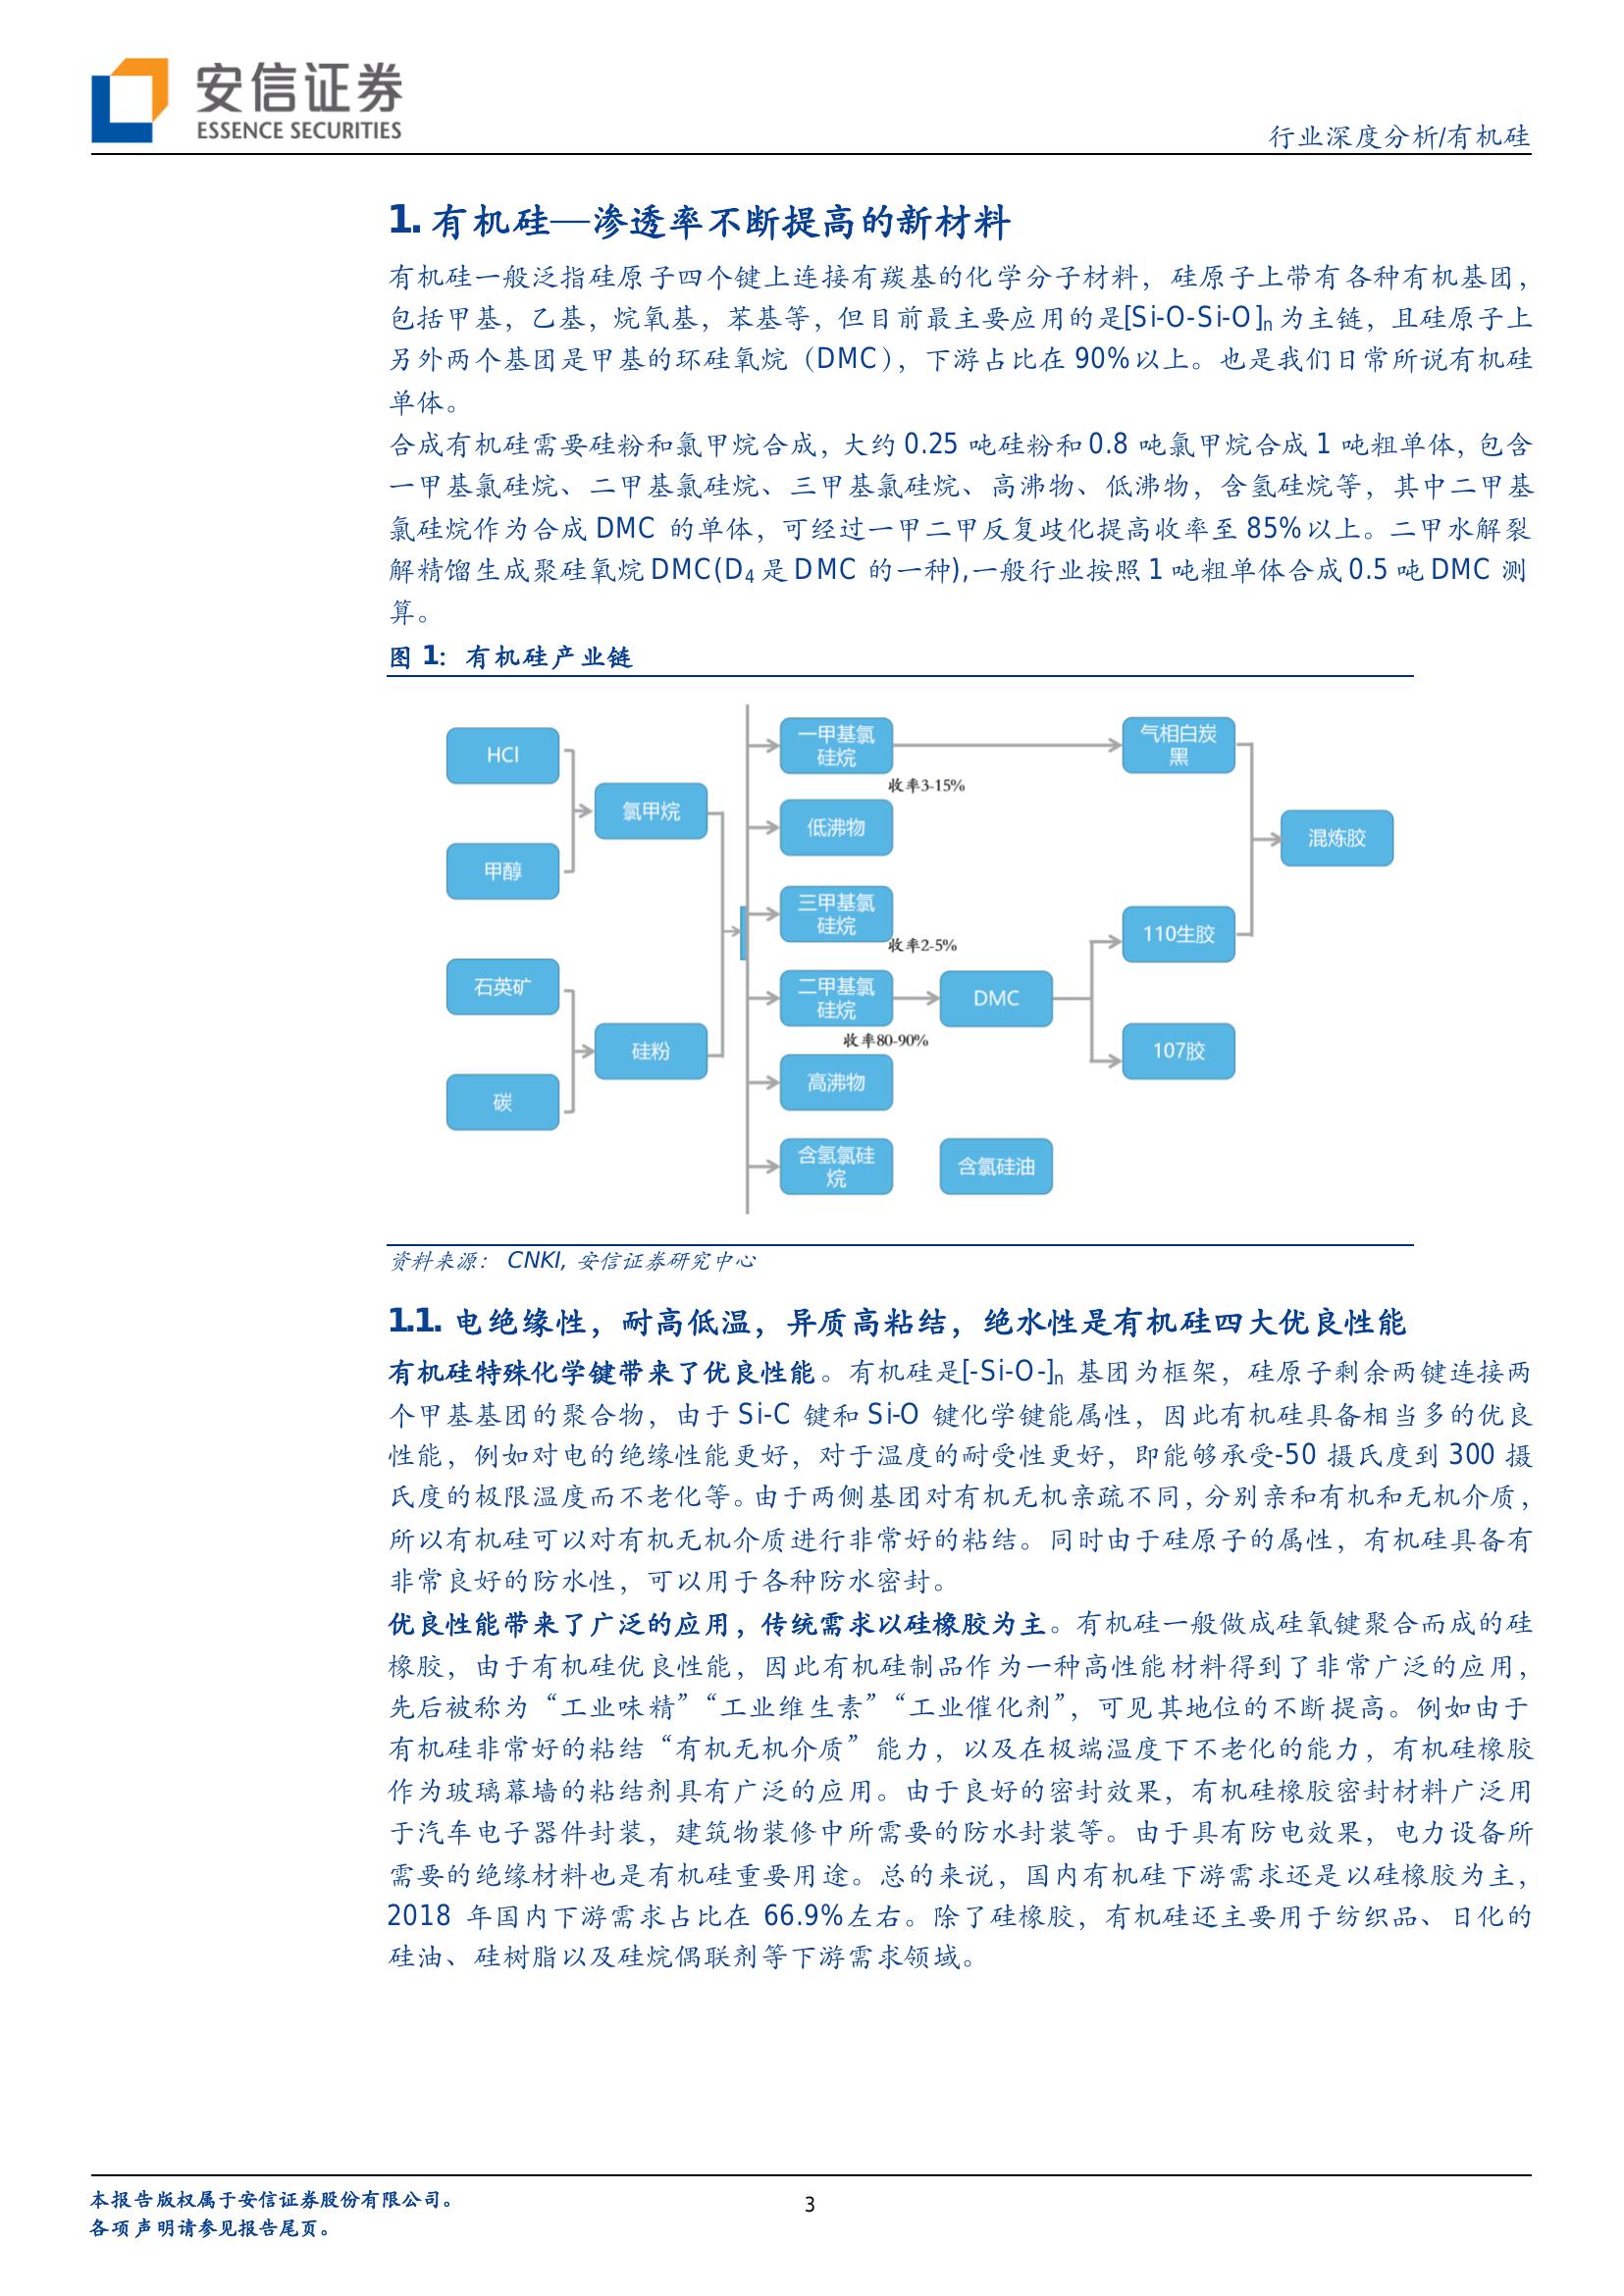 安信证券
ESSENCE SECURITIES
行业深度分析/有机硅
1. 有机硅—渗透率不断提高的新材料
有机硅一般泛指硅原子四个键上连接有羰基的化学分子材料，硅原子上带有各种有机基团，
包括甲基，乙基，烷氧基，苯基等，但目前最主要应用的是[Si-O-Si-O]n为主链，且硅原子上
另外两个基团是甲基的环硅氧烷（DMC），下游占比在 90%以上。也是我们日常所说有机硅
单体。
合成有机硅需要硅粉和氯甲烷合成，大约 0.25 吨硅粉和 0.8 吨氯甲烷合成 1 吨粗单体，包含
一甲基氯硅烷、二甲基氯硅烷、三甲基氯硅烷、高沸物、低沸物，含氢硅烷等，其中二甲基
氯硅烷作为合成 DMC 的单体，可经过一甲二甲反复歧化提高收率至 85%以上。二甲水解裂
解精馏生成聚硅氧烷 DMC(D4 是 DMC 的一种),一般行业按照 1 吨粗单体合成 0.5 吨 DMC 测
算。
图 1：有机硅产业链
HCl
甲醇
石英矿
碳
氯甲烷
硅粉
一甲基氯
硅烷
收率3-15%
低沸物
三甲基氯
硅烷
收率2-5%
二甲基氯
硅烷
收率80-90%
高沸物
含氢氯硅
烷
DMC
含氯硅油
气相白炭
黑
110生胶
107胶
混炼胶
资料来源： CNKI, 安信证券研究中心
1.1. 电绝缘性，耐高低温，异质高粘结，绝水性是有机硅四大优良性能
有机硅特殊化学键带来了优良性能。有机硅是[-Si-O-]n 基团为框架，硅原子剩余两键连接两
个甲基基团的聚合物，由于 Si-C 键和 Si-O 键化学键能属性，因此有机硅具备相当多的优良
性能，例如对电的绝缘性能更好，对于温度的耐受性更好，即能够承受-50 摄氏度到 300 摄
氏度的极限温度而不老化等。由于两侧基团对有机无机亲疏不同，分别亲和有机和无机介质，
所以有机硅可以对有机无机介质进行非常好的粘结。同时由于硅原子的属性，有机硅具备有
非常良好的防水性，可以用于各种防水密封。
优良性能带来了广泛的应用，传统需求以硅橡胶为主。有机硅一般做成硅氧键聚合而成的硅
橡胶，由于有机硅优良性能，因此有机硅制品作为一种高性能材料得到了非常广泛的应用，
先后被称为“工业味精”“工业维生素”“工业催化剂”，可见其地位的不断提高。例如由于
有机硅非常好的粘结“有机无机介质”能力，以及在极端温度下不老化的能力，有机硅橡胶
作为玻璃幕墙的粘结剂具有广泛的应用。由于良好的密封效果，有机硅橡胶密封材料广泛用
于汽车电子器件封装，建筑物装修中所需要的防水封装等。由于具有防电效果，电力设备所
需要的绝缘材料也是有机硅重要用途。总的来说，国内有机硅下游需求还是以硅橡胶为主，
2018 年国内下游需求占比在 66.9%左右。除了硅橡胶，有机硅还主要用于纺织品、日化的
硅油、硅树脂以及硅烷偶联剂等下游需求领域。
本报告版权属于安信证券股份有限公司。
各项声明请参见报告尾页。
3